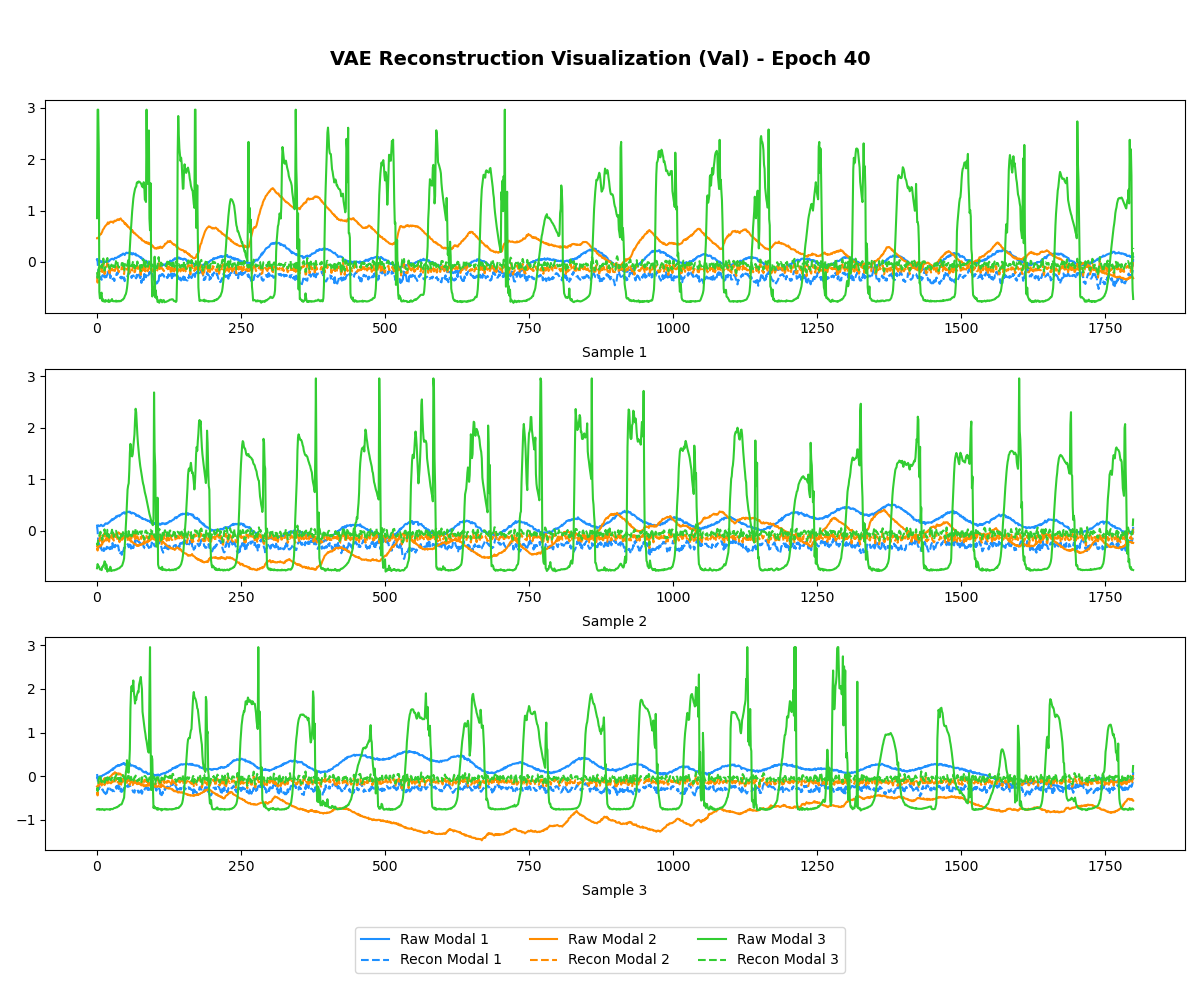 VAE Reconstruction Visualization (Val) - Epoch 40
3
2
1
0
0 250 500 750 1000 1250 1500 1750
Sample 1
3
2
1
0
0 250 500 750 1000 1250 1500 1750
Sample 2
3
2
1
0
−1
0 250 500 750 1000 1250 1500 1750
Sample 3
Raw Modal 1 Raw Modal 2 Raw Modal 3
Recon Modal 1 Recon Modal 2 Recon Modal 3